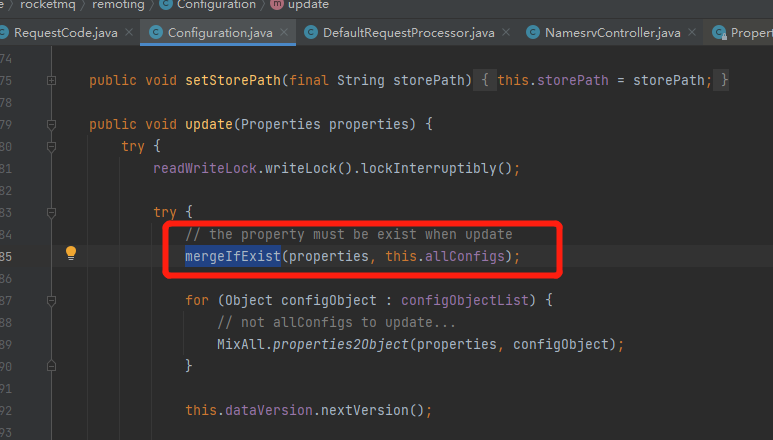 e rocketmq remoting Configuration update
RequestCode.java Configuration.java DefaultRequestProcessor.java NamesrvController.java Propert
74
75 public void setStorePath(final String storePath) { this.storePath = storePath; }
78
79 public void update(Properties properties) {
80 try {
81 readWriteLock.writeLock().lockInterruptibly();
82
83 try {
84 // the property must be exist when update
85 mergeIfExist(properties, this.allConfigs);
86
87 for (Object configObject : configObjectList) {
88 // not allConfigs to update...
89 MixAll.properties2Object(properties, configObject);
90 }
91
92 this.dataVersion.nextVersion();
93